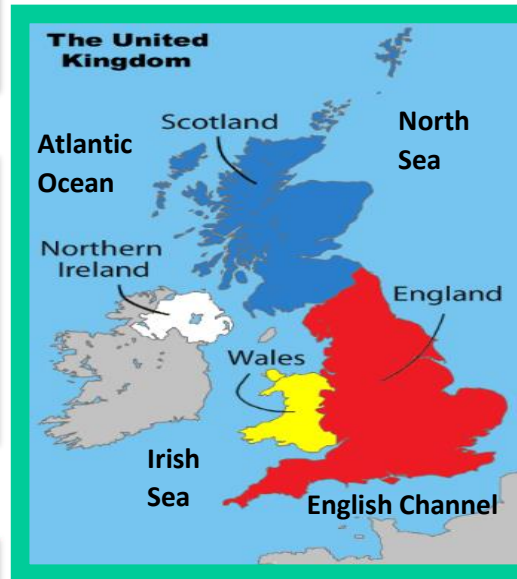 The United
Kingdom
Scotland
North
Sea
Atlantic
Ocean
Northern
Ireland
England
Wales
Irish
Sea
English Channel